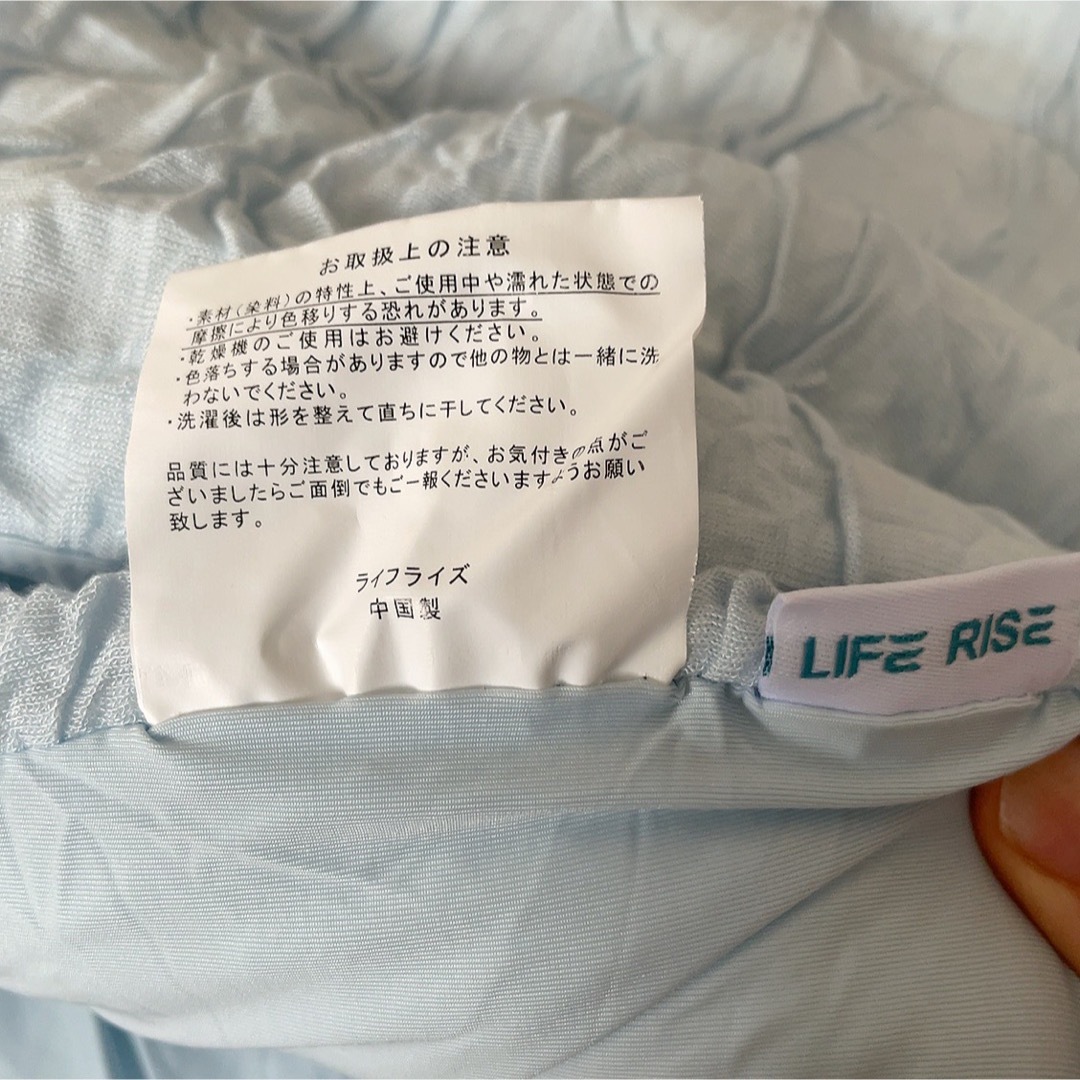 お取扱上の注意
・素材(染料)の特性上、ご使用中や濡れた状態での
摩擦により色移りする恐れがあります。
・乾燥機のご使用はお避けください。
・色落ちする場合がありますので他の物とは一緒に洗
わないでください。
・洗濯後は形を整えて直ちに干してください。
品質には十分注意しておりますが、お気付きの点がご
ざいましたらご面倒でもご一報くださいますようお願い
致します。
ライフライズ
中国製
LIFE RISE